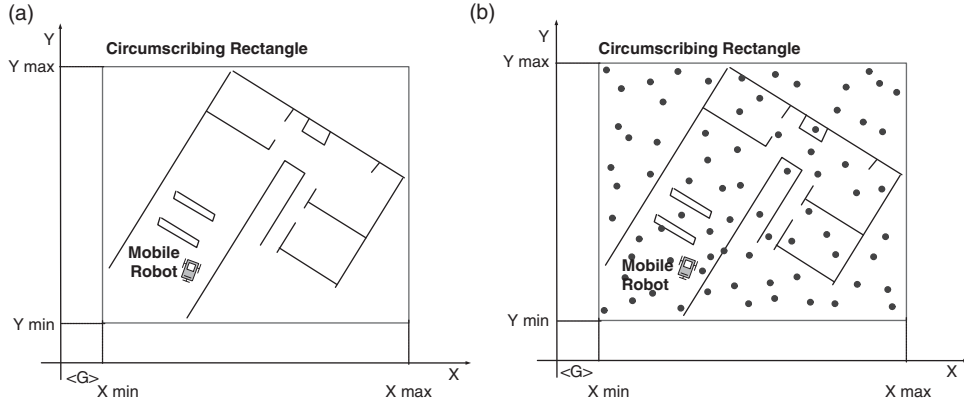 (a)
Y
Circumscribing Rectangle
Y max
Mobile
Robot
Y min
<G>
X min
X max
X
(b)
Y
Circumscribing Rectangle
Y max
Mobile
Robot
Y min
<G>
X min
X max
X